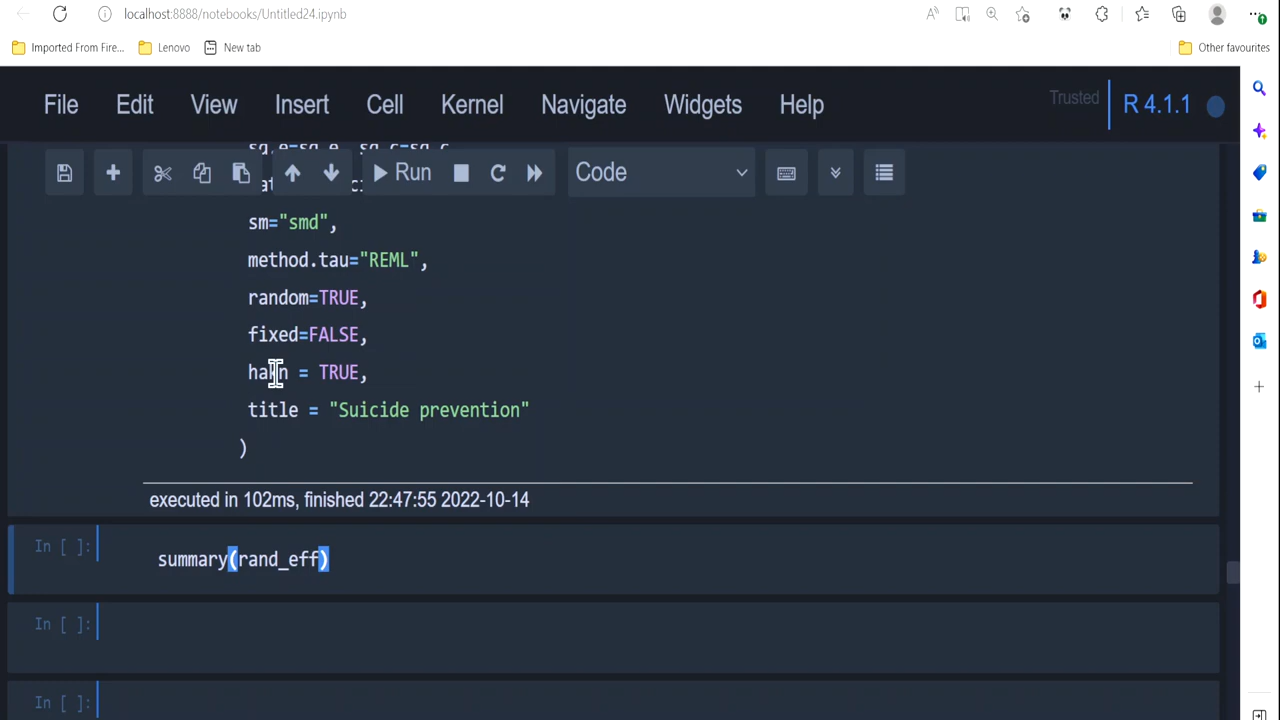 localhost:8888/notebooks/Untitled24.ipynb
Imported From Fire... Lenovo New tab Other favourites
File Edit View Insert Cell Kernel Navigate Widgets Help Trusted R 4.1.1
Run Code
sm="smd",
method.tau="REML",
random=TRUE,
fixed=FALSE,
hakn = TRUE,
title = "Suicide prevention"
)
executed in 102ms, finished 22:47:55 2022-10-14
In [ ]: summary(rand_eff)
In [ ]:
In [ ]: